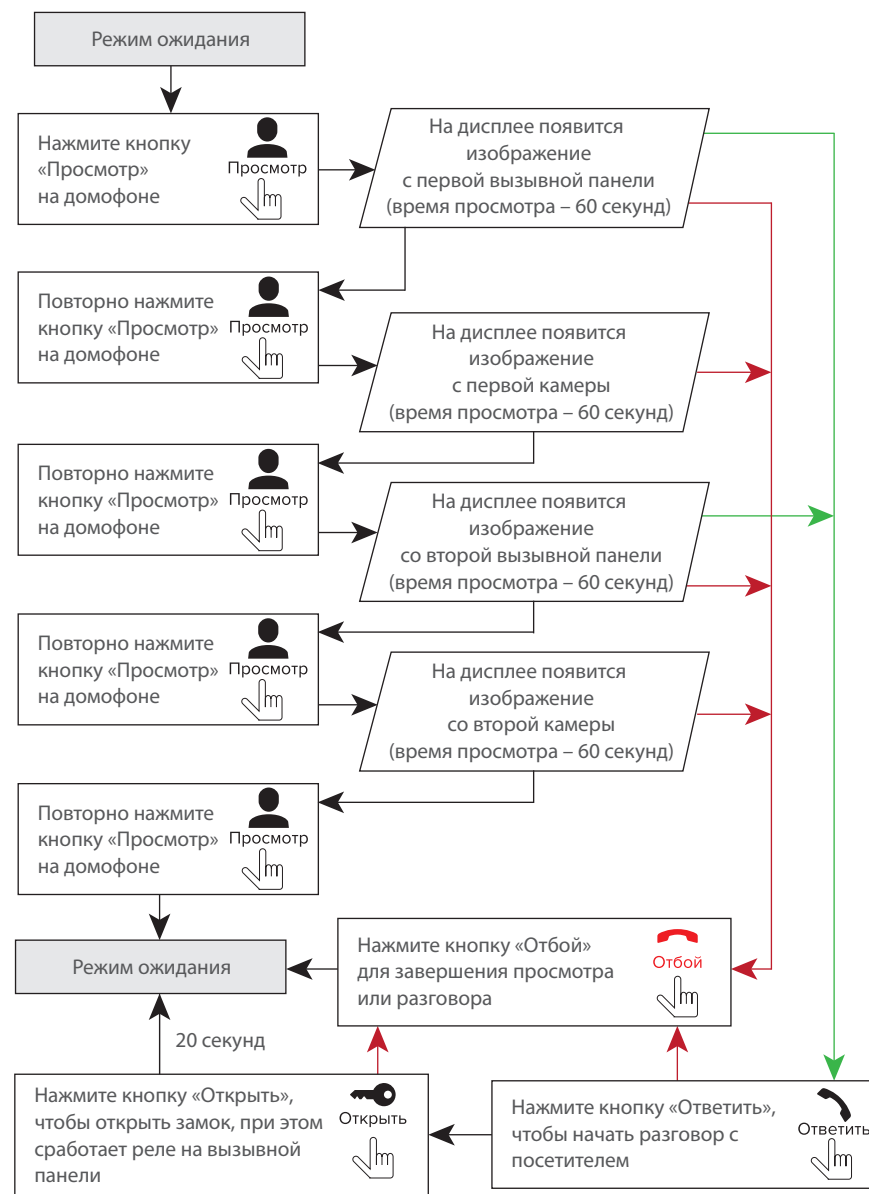 Режим ожидания
Нажмите кнопку
«Просмотр»
на домофоне
Просмотр
На дисплее появится
изображение
с первой вызывной панели
(время просмотра – 60 секунд)
Повторно нажмите
кнопку «Просмотр»
на домофоне
Просмотр
На дисплее появится
изображение
с первой камеры
(время просмотра – 60 секунд)
Повторно нажмите
кнопку «Просмотр»
на домофоне
Просмотр
На дисплее появится
изображение
со второй вызывной панели
(время просмотра – 60 секунд)
Повторно нажмите
кнопку «Просмотр»
на домофоне
Просмотр
На дисплее появится
изображение
со второй камеры
(время просмотра – 60 секунд)
Повторно нажмите
кнопку «Просмотр»
на домофоне
Просмотр
Режим ожидания
Нажмите кнопку «Отбой»
для завершения просмотра
или разговора
Отбой
20 секунд
Нажмите кнопку «Открыть»,
чтобы открыть замок, при этом
сработает реле на вызывной
панели
Открыть
Нажмите кнопку «Ответить»,
чтобы начать разговор с
посетителем
Ответить